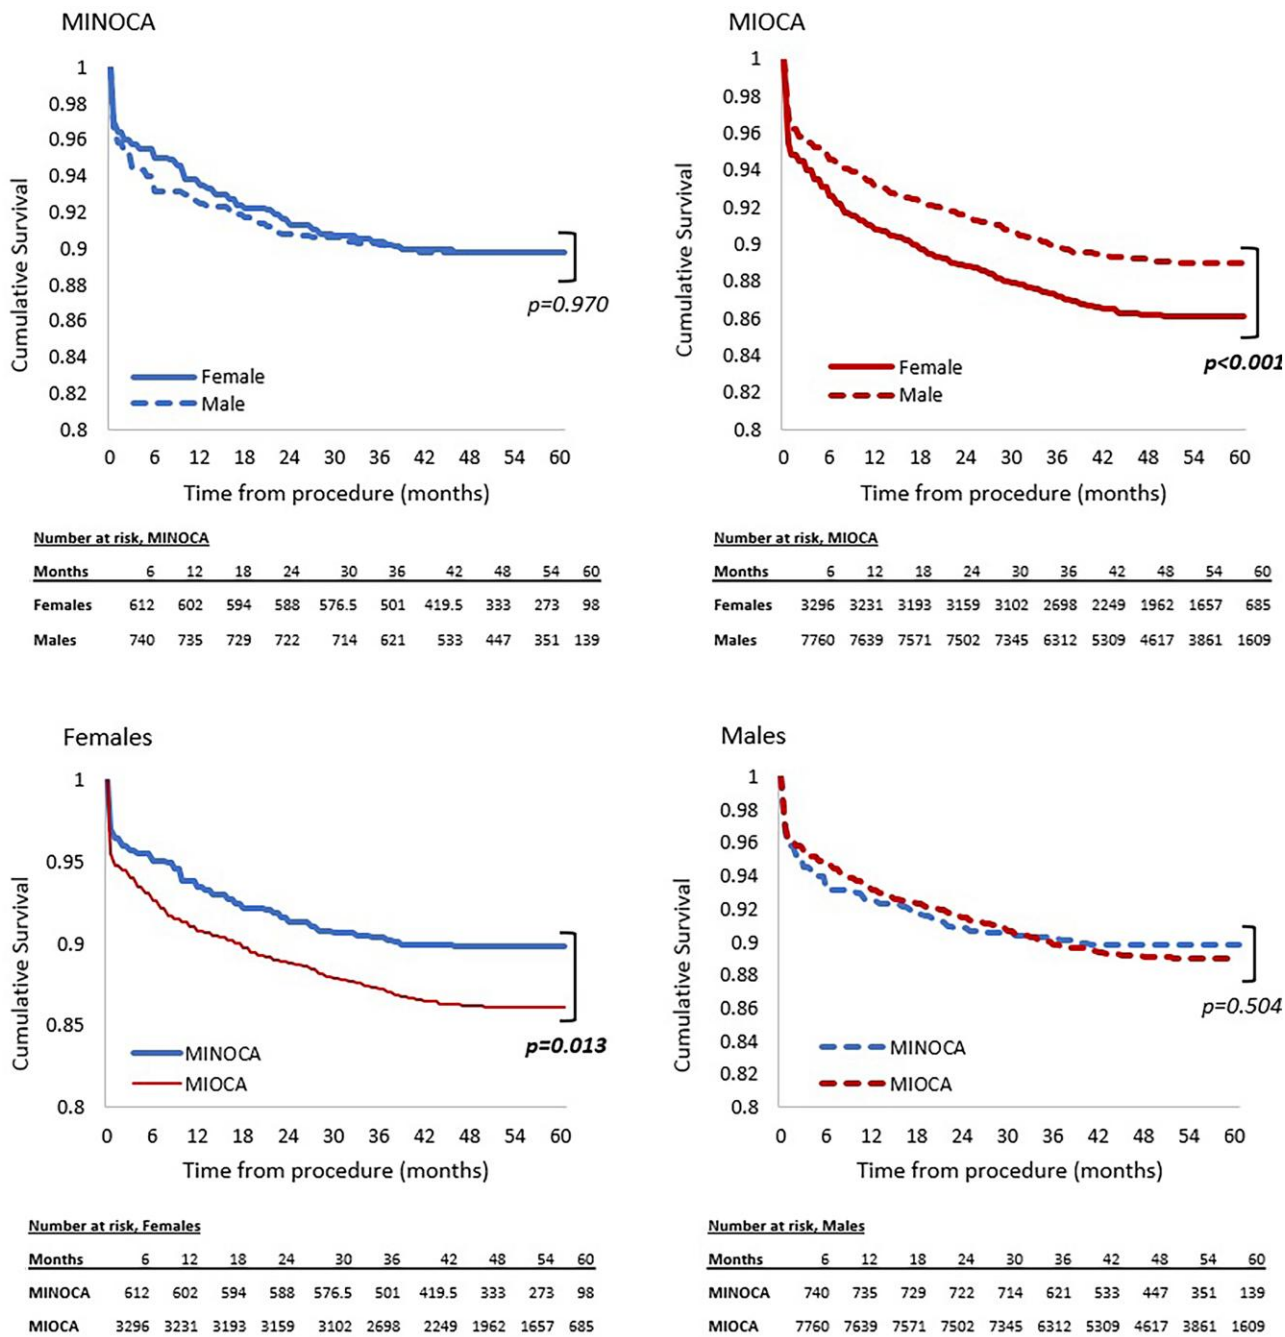 MINOCA
1
0.98
0.96
0.94
0.92
0.9
0.88
0.86
0.84
0.82
0.8
Cumulative Survival
p=0.970
Female
Male
0 6 12 18 24 30 36 42 48 54 60
Time from procedure (months)
Number at risk, MINOCA
Months 6 12 18 24 30 36 42 48 54 60
Females 612 602 594 588 576.5 501 419.5 333 273 98
Males 740 735 729 722 714 621 533 447 351 139
MIOCA
1
0.98
0.96
0.94
0.92
0.9
0.88
0.86
0.84
0.82
0.8
Cumulative Survival
p<0.001
Female
Male
0 6 12 18 24 30 36 42 48 54 60
Time from procedure (months)
Number at risk, MIOCA
Months 6 12 18 24 30 36 42 48 54 60
Females 3296 3231 3193 3159 3102 2698 2249 1962 1657 685
Males 7760 7639 7571 7502 7345 6312 5309 4617 3861 1609
Females
1
0.95
0.9
0.85
0.8
Cumulative Survival
p=0.013
MINOCA
MIOCA
0 6 12 18 24 30 36 42 48 54 60
Time from procedure (months)
Number at risk, Females
Months 6 12 18 24 30 36 42 48 54 60
MINOCA 612 602 594 588 576.5 501 419.5 333 273 98
MIOCA 3296 3231 3193 3159 3102 2698 2249 1962 1657 685
Males
1
0.98
0.96
0.94
0.92
0.9
0.88
0.86
0.84
0.82
0.8
Cumulative Survival
p=0.504
MINOCA
MIOCA
0 6 12 18 24 30 36 42 48 54 60
Time from procedure (months)
Number at risk, Males
Months 6 12 18 24 30 36 42 48 54 60
MINOCA 740 735 729 722 714 621 533 447 351 139
MIOCA 7760 7639 7571 7502 7345 6312 5309 4617 3861 1609